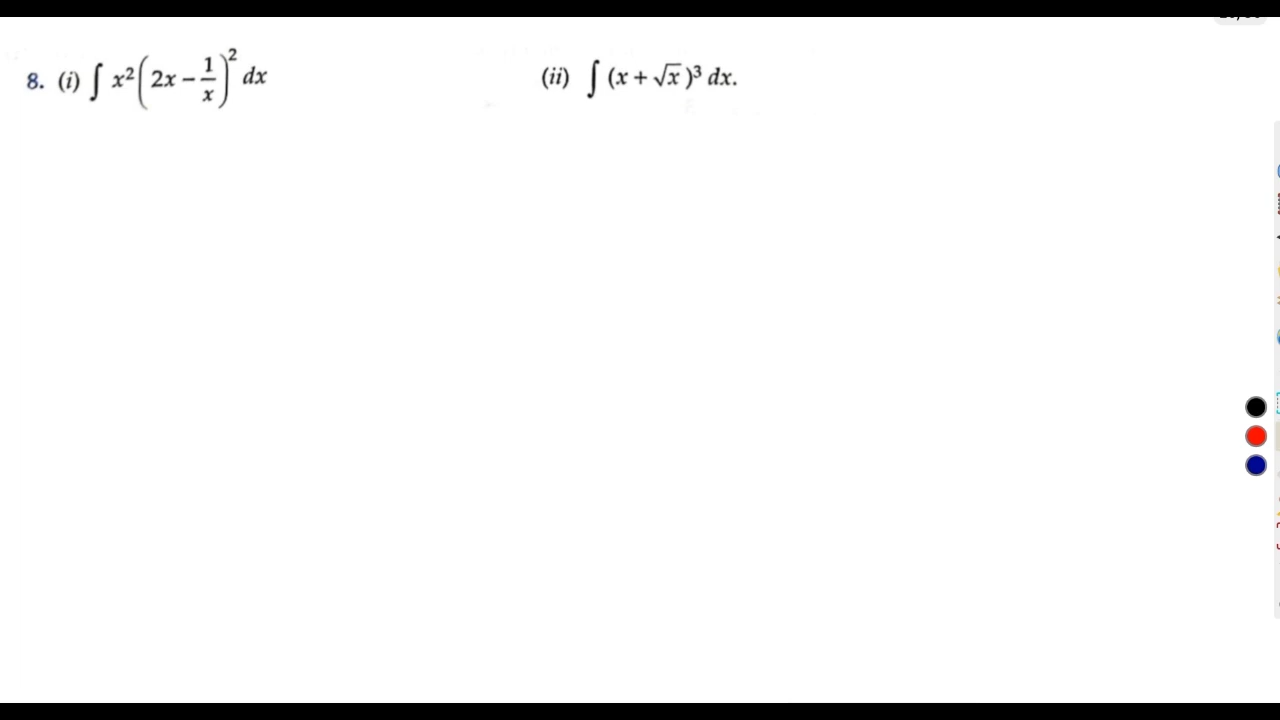 8. (i) ∫ x²(2x − 1/x)² dx (ii) ∫ (x + √x)³ dx.